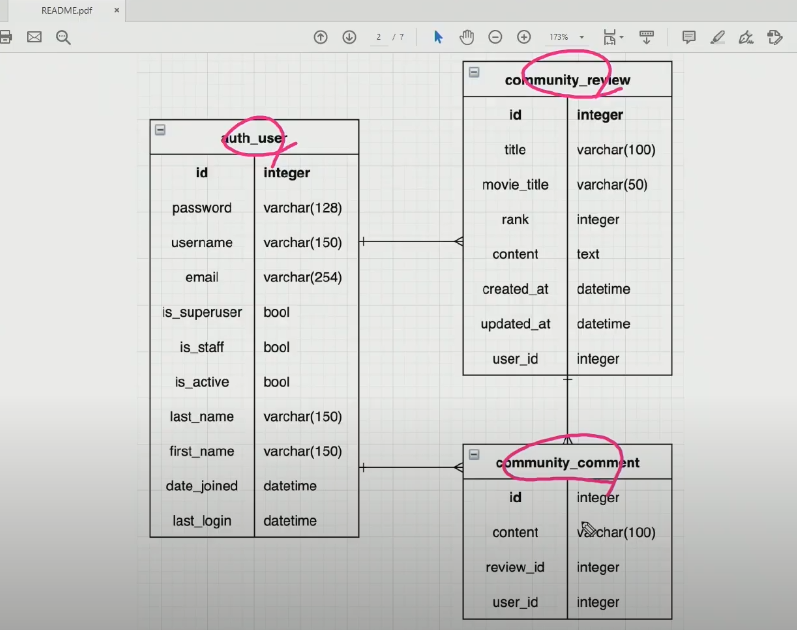 README.pdf ×
2 / 7 173%
auth_user
id integer
password varchar(128)
username varchar(150)
email varchar(254)
is_superuser bool
is_staff bool
is_active bool
last_name varchar(150)
first_name varchar(150)
date_joined datetime
last_login datetime
community_review
id integer
title varchar(100)
movie_title varchar(50)
rank integer
content text
created_at datetime
updated_at datetime
user_id integer
community_comment
id integer
content varchar(100)
review_id integer
user_id integer